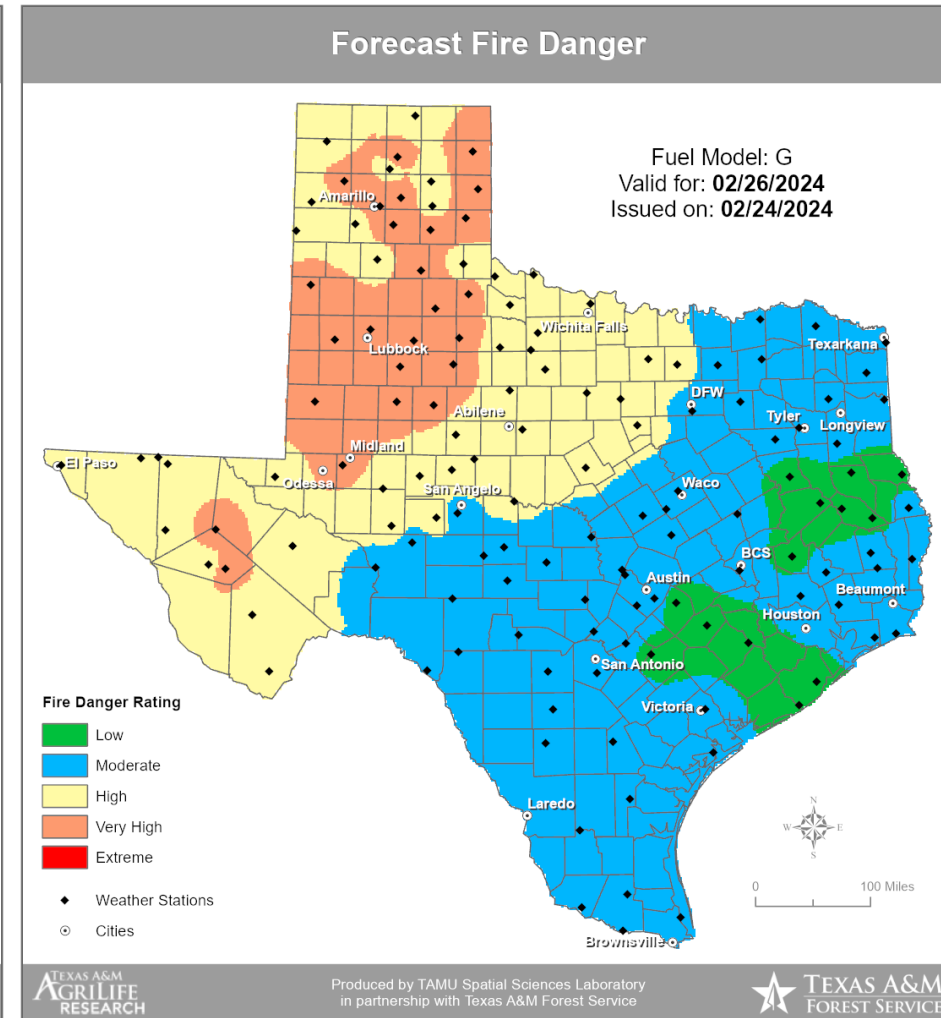 Forecast Fire Danger
Fuel Model: G
Valid for: 02/26/2024
Issued on: 02/24/2024
Amarillo
Wichita Falls
Lubbock
Texarkana
DFW
Abilene
Tyler
Longview
Midland
El Paso
Odessa
San Angelo
Waco
BCS
Austin
Beaumont
Houston
San Antonio
Victoria
Laredo
Brownsville
Fire Danger Rating
Low
Moderate
High
Very High
Extreme
Weather Stations
Cities
N
W E
S
0 100 Miles
TEXAS A&M
AGRILIFE
RESEARCH
Produced by TAMU Spatial Sciences Laboratory
in partnership with Texas A&M Forest Service
TEXAS A&M
FOREST SERVICE